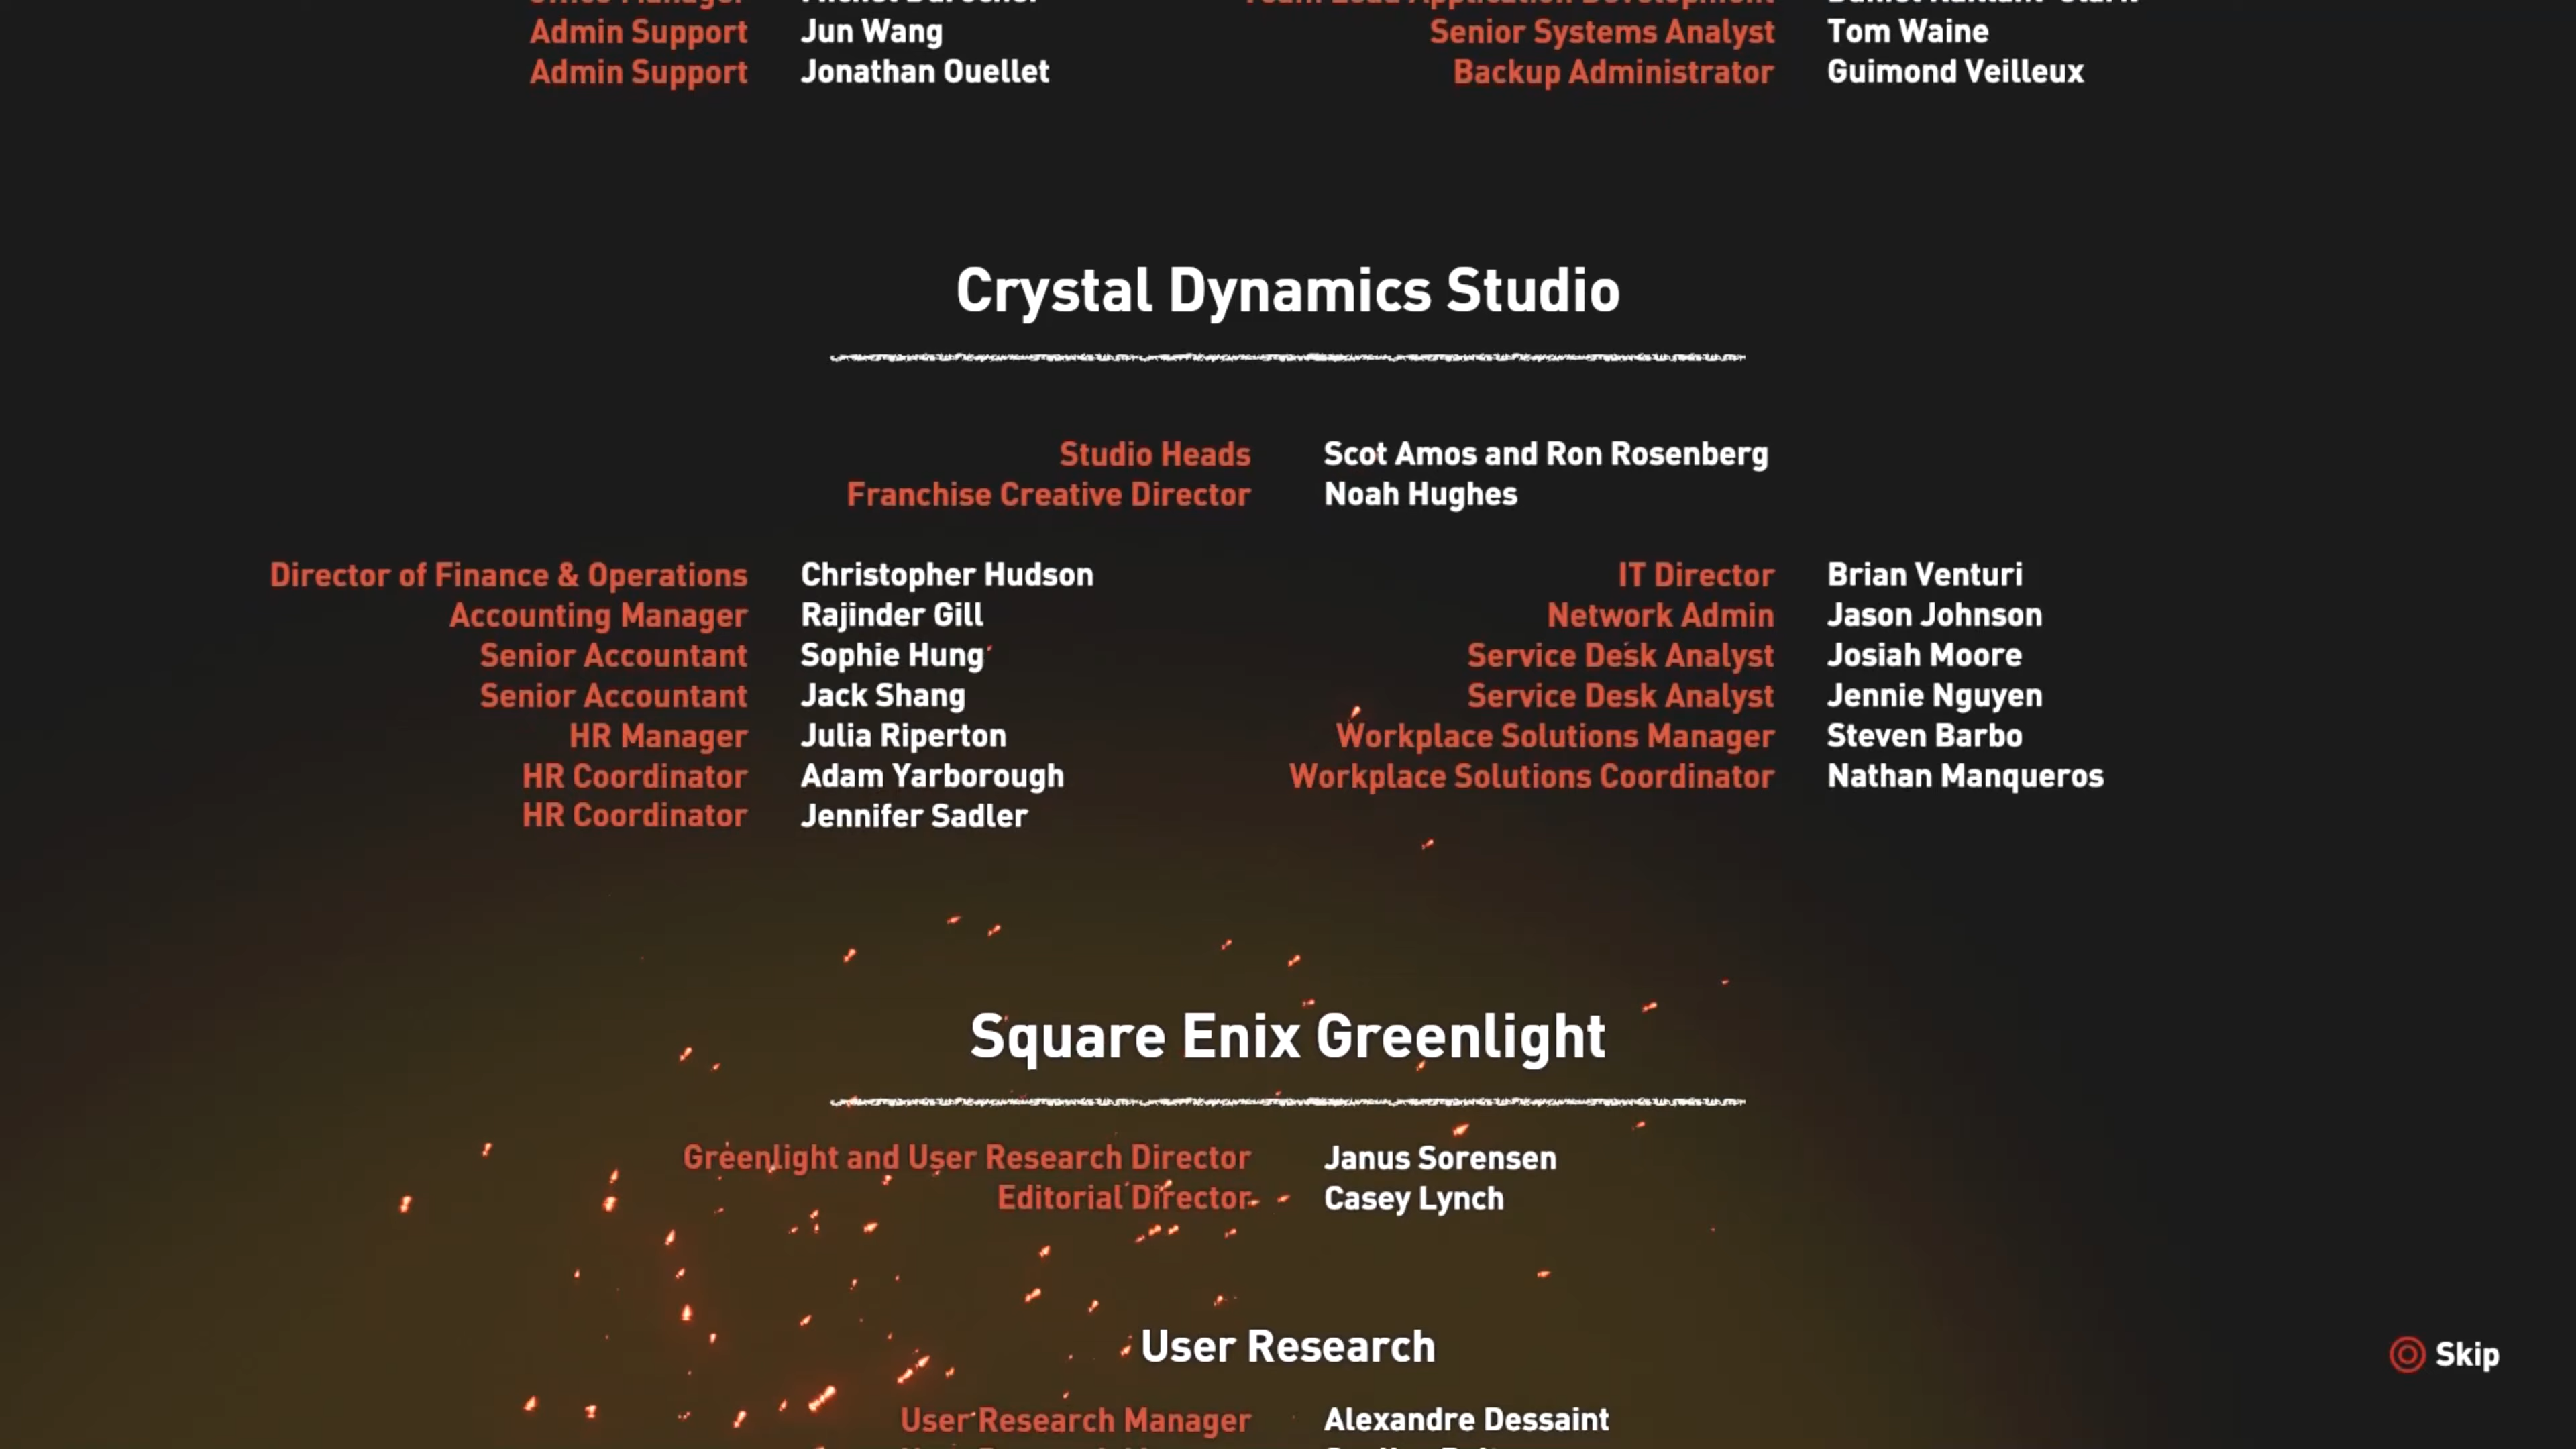 Admin Support Jun Wang
Admin Support Jonathan Ouellet
Senior Systems Analyst Tom Waine
Backup Administrator Guimond Veilleux
Crystal Dynamics Studio
Studio Heads Scot Amos and Ron Rosenberg
Franchise Creative Director Noah Hughes
Director of Finance & Operations Christopher Hudson
Accounting Manager Rajinder Gill
Senior Accountant Sophie Hung
Senior Accountant Jack Shang
HR Manager Julia Riperton
HR Coordinator Adam Yarborough
HR Coordinator Jennifer Sadler
IT Director Brian Venturi
Network Admin Jason Johnson
Service Desk Analyst Josiah Moore
Service Desk Analyst Jennie Nguyen
Workplace Solutions Manager Steven Barbo
Workplace Solutions Coordinator Nathan Manqueros
Square Enix Greenlight
Greenlight and User Research Director Janus Sorensen
Editorial Director Casey Lynch
User Research
User Research Manager Alexandre Dessaint
Skip